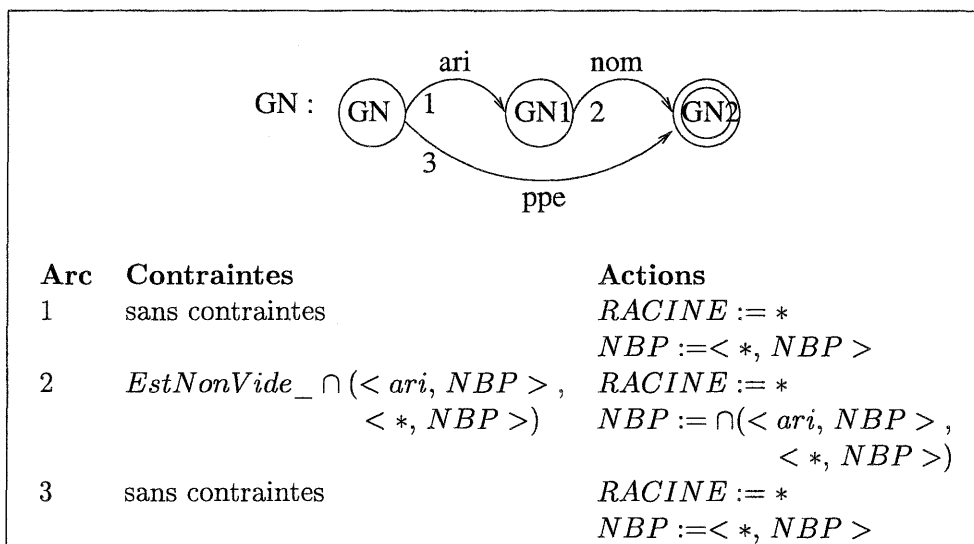 ari nom
GN : GN 1 GN1 2 GN2
3
ppe
Arc Contraintes Actions
1 sans contraintes RACINE := *
NBP :=< *, NBP >
2 EstNonVide_ ∩ (< ari, NBP > , RACINE := *
< *, NBP >) NBP := ∩(< ari, NBP > ,
< *, NBP >)
3 sans contraintes RACINE := *
NBP :=< *, NBP >